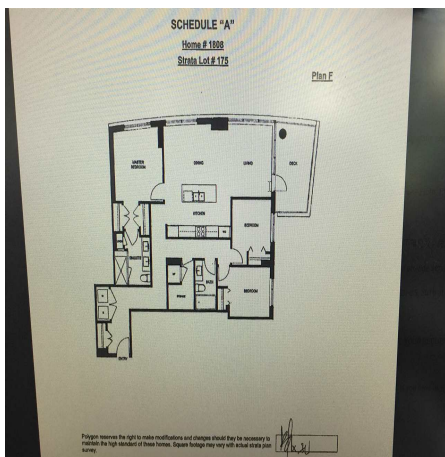 SCHEDULE "A"
Home # 1808
Strata Lot # 175
Plan F
MASTER
BEDROOM
DINING
LIVING
DECK
KITCHEN
BEDROOM
ENSUITE
BATH
BEDROOM
ENTRY
Polygon reserves the right to make modifications and changes should they be necessary to
maintain the high standard of these homes. Square footage may vary with actual strata plan
survey.